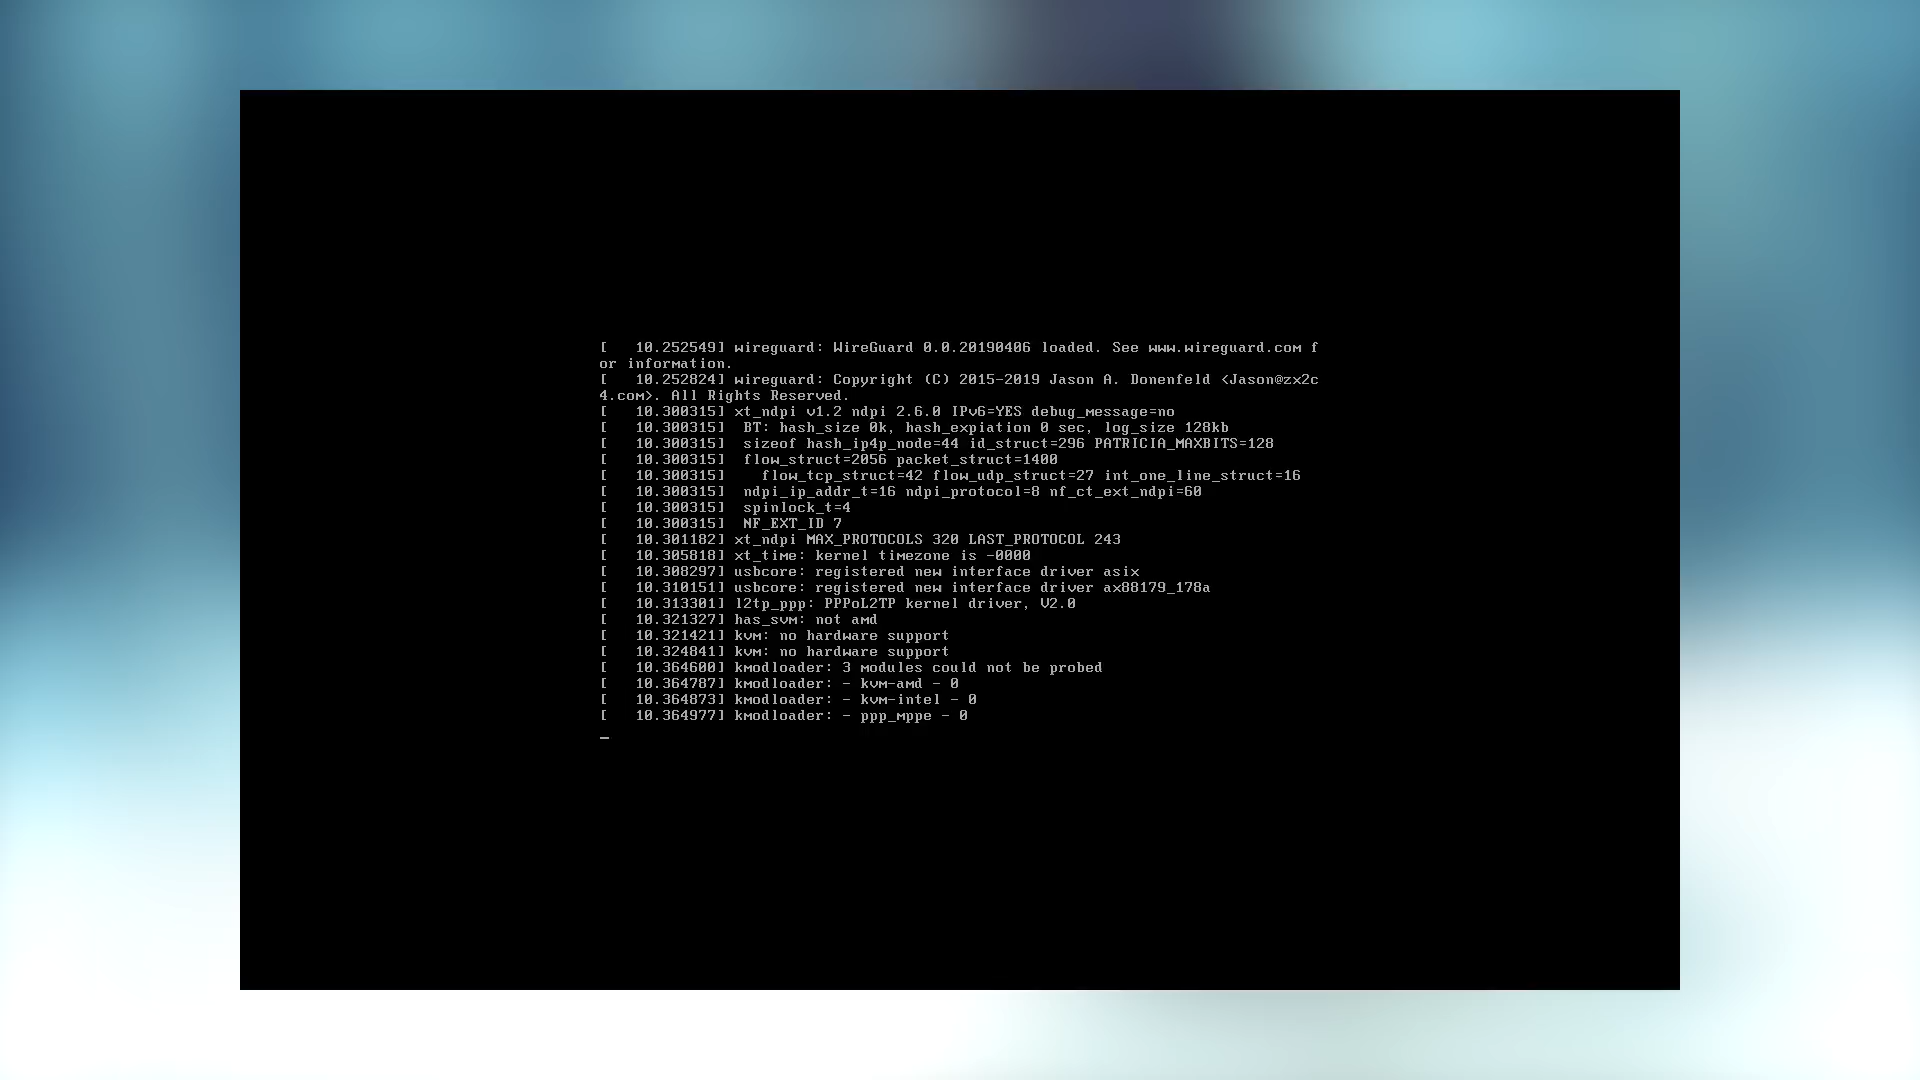 [   10.252549] wireguard: WireGuard 0.0.20190406 loaded. See www.wireguard.com f
or information.
[   10.252824] wireguard: Copyright (C) 2015-2019 Jason A. Donenfeld <Jason@zx2c
4.com>. All Rights Reserved.
[   10.300315] xt_ndpi v1.2 ndpi 2.6.0 IPv6=YES debug_message=no
[   10.300315]  BT: hash_size 0k, hash_expiation 0 sec, log_size 128kb
[   10.300315]  sizeof hash_ip4p_node=44 id_struct=296 PATRICIA_MAXBITS=128
[   10.300315]  flow_struct=2056 packet_struct=1400
[   10.300315]    flow_tcp_struct=42 flow_udp_struct=27 int_one_line_struct=16
[   10.300315]  ndpi_ip_addr_t=16 ndpi_protocol=8 nf_ct_ext_ndpi=60
[   10.300315]  spinlock_t=4
[   10.300315]  NF_EXT_ID 7
[   10.301182] xt_ndpi MAX_PROTOCOLS 320 LAST_PROTOCOL 243
[   10.305818] xt_time: kernel timezone is -0000
[   10.308297] usbcore: registered new interface driver asix
[   10.310151] usbcore: registered new interface driver ax88179_178a
[   10.313301] l2tp_ppp: PPPoL2TP kernel driver, V2.0
[   10.321327] has_svm: not amd
[   10.321421] kvm: no hardware support
[   10.324841] kvm: no hardware support
[   10.364600] kmodloader: 3 modules could not be probed
[   10.364787] kmodloader: - kvm-amd - 0
[   10.364873] kmodloader: - kvm-intel - 0
[   10.364977] kmodloader: - ppp_mppe - 0
_